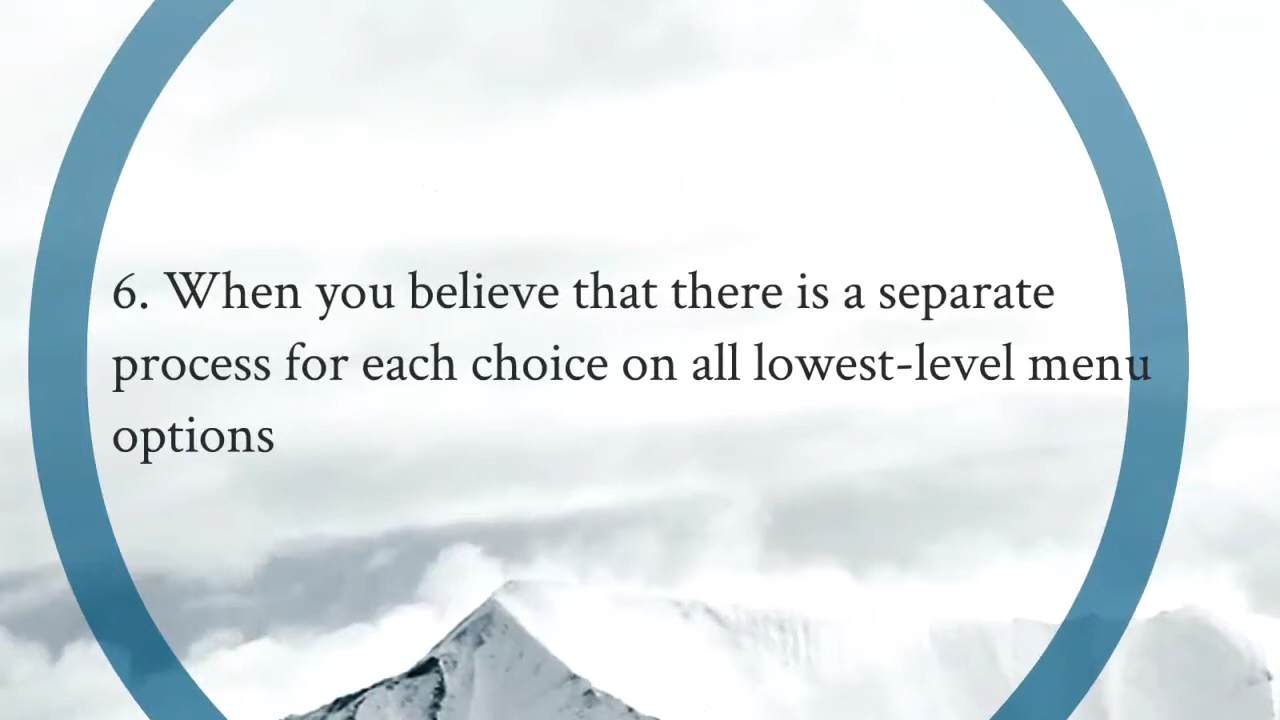 6. When you believe that there is a separate
process for each choice on all lowest-level menu
options